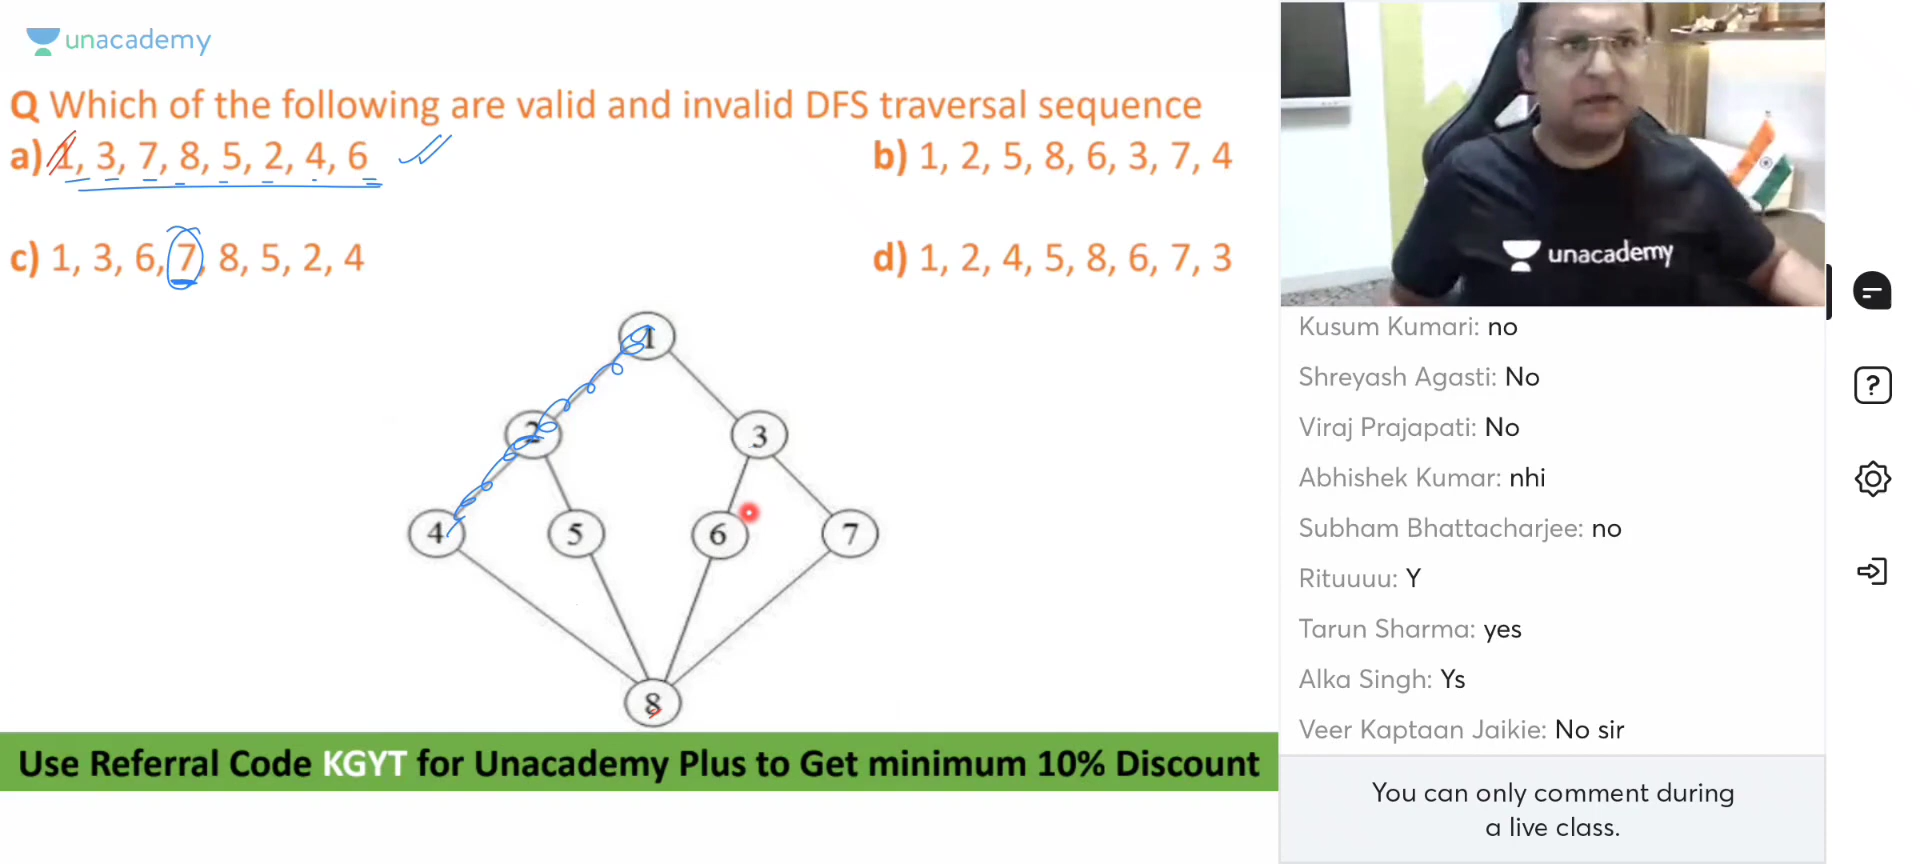 unacademy
Q Which of the following are valid and invalid DFS traversal sequence
a) 1, 3, 7, 8, 5, 2, 4, 6
b) 1, 2, 5, 8, 6, 3, 7, 4
c) 1, 3, 6, 7, 8, 5, 2, 4
d) 1, 2, 4, 5, 8, 6, 7, 3
1
2
3
4
5
6
7
8
Use Referral Code KGYT for Unacademy Plus to Get minimum 10% Discount
unacademy
Kusum Kumari: no
Shreyash Agasti: No
Viraj Prajapati: No
Abhishek Kumar: nhi
Subham Bhattacharjee: no
Rituuuu: Y
Tarun Sharma: yes
Alka Singh: Ys
Veer Kaptaan Jaikie: No sir
You can only comment during
a live class.
?